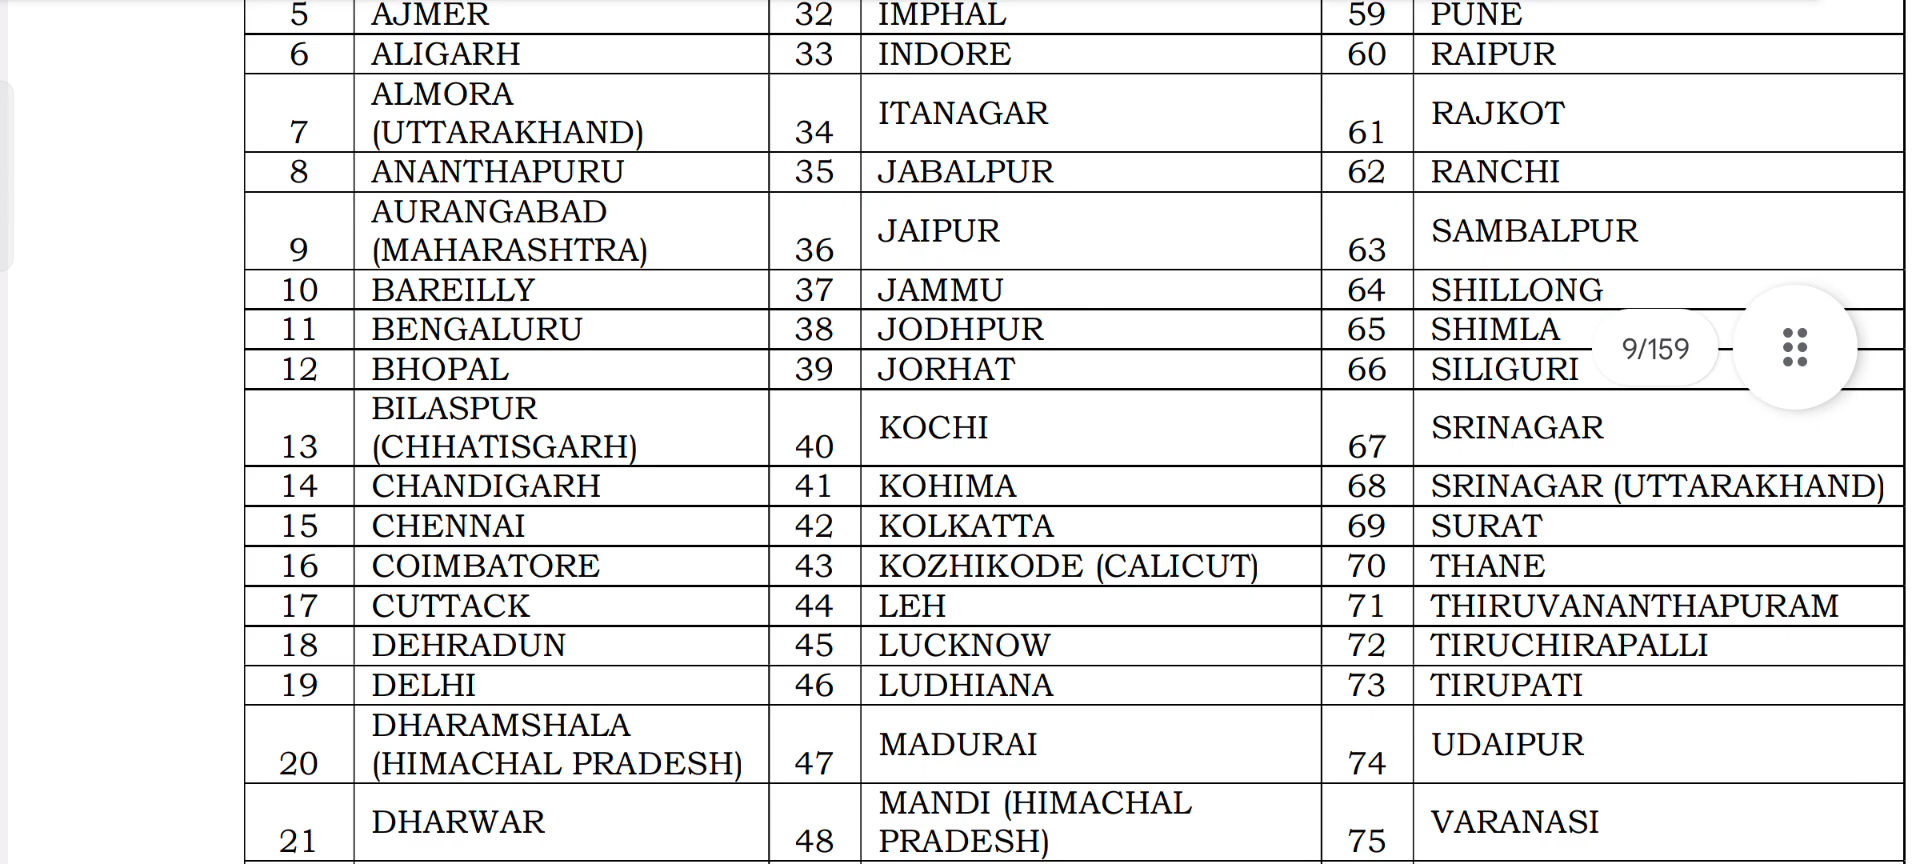 5 AJMER 32 IMPHAL 59 PUNE
6 ALIGARH 33 INDORE 60 RAIPUR
7 ALMORA (UTTARAKHAND) 34 ITANAGAR 61 RAJKOT
8 ANANTHAPURU 35 JABALPUR 62 RANCHI
9 AURANGABAD (MAHARASHTRA) 36 JAIPUR 63 SAMBALPUR
10 BAREILLY 37 JAMMU 64 SHILLONG
11 BENGALURU 38 JODHPUR 65 SHIMLA
9/159
12 BHOPAL 39 JORHAT 66 SILIGURI
13 BILASPUR (CHHATISGARH) 40 KOCHI 67 SRINAGAR
14 CHANDIGARH 41 KOHIMA 68 SRINAGAR (UTTARAKHAND)
15 CHENNAI 42 KOLKATTA 69 SURAT
16 COIMBATORE 43 KOZHIKODE (CALICUT) 70 THANE
17 CUTTACK 44 LEH 71 THIRUVANANTHAPURAM
18 DEHRADUN 45 LUCKNOW 72 TIRUCHIRAPALLI
19 DELHI 46 LUDHIANA 73 TIRUPATI
20 DHARAMSHALA (HIMACHAL PRADESH) 47 MADURAI 74 UDAIPUR
21 DHARWAR 48 MANDI (HIMACHAL PRADESH) 75 VARANASI